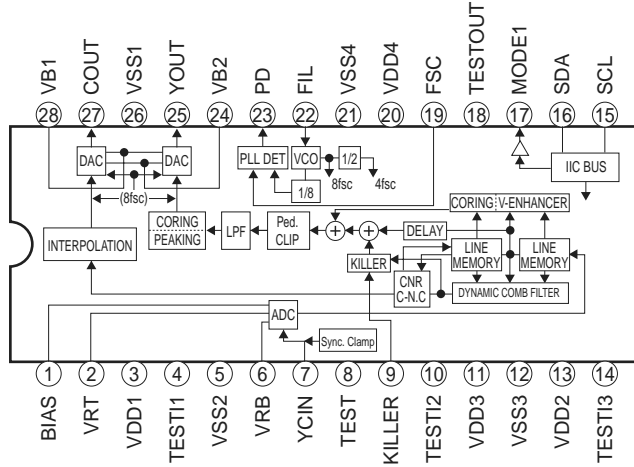 VB1 COUT VSS1 YOUT VB2 PD FIL VSS4 VDD4 FSC TESTOUT MODE1 SDA SCL
28 27 26 25 24 23 22 21 20 19 18 17 16 15
DAC DAC PLL DET VCO 1/2 IIC BUS
(8fsc) 1/8 8fsc 4fsc
CORING V-ENHANCER
INTERPOLATION
CORING
PEAKING
LPF
Ped.
CLIP
+ +
DELAY
KILLER
LINE
MEMORY
LINE
MEMORY
CNR
C-N.C
DYNAMIC COMB FILTER
ADC
Sync. Clamp
1 2 3 4 5 6 7 8 9 10 11 12 13 14
BIAS VRT VDD1 TESTI1 VSS2 VRB YCIN TEST KILLER TESTI2 VDD3 VSS3 VDD2 TESTI3